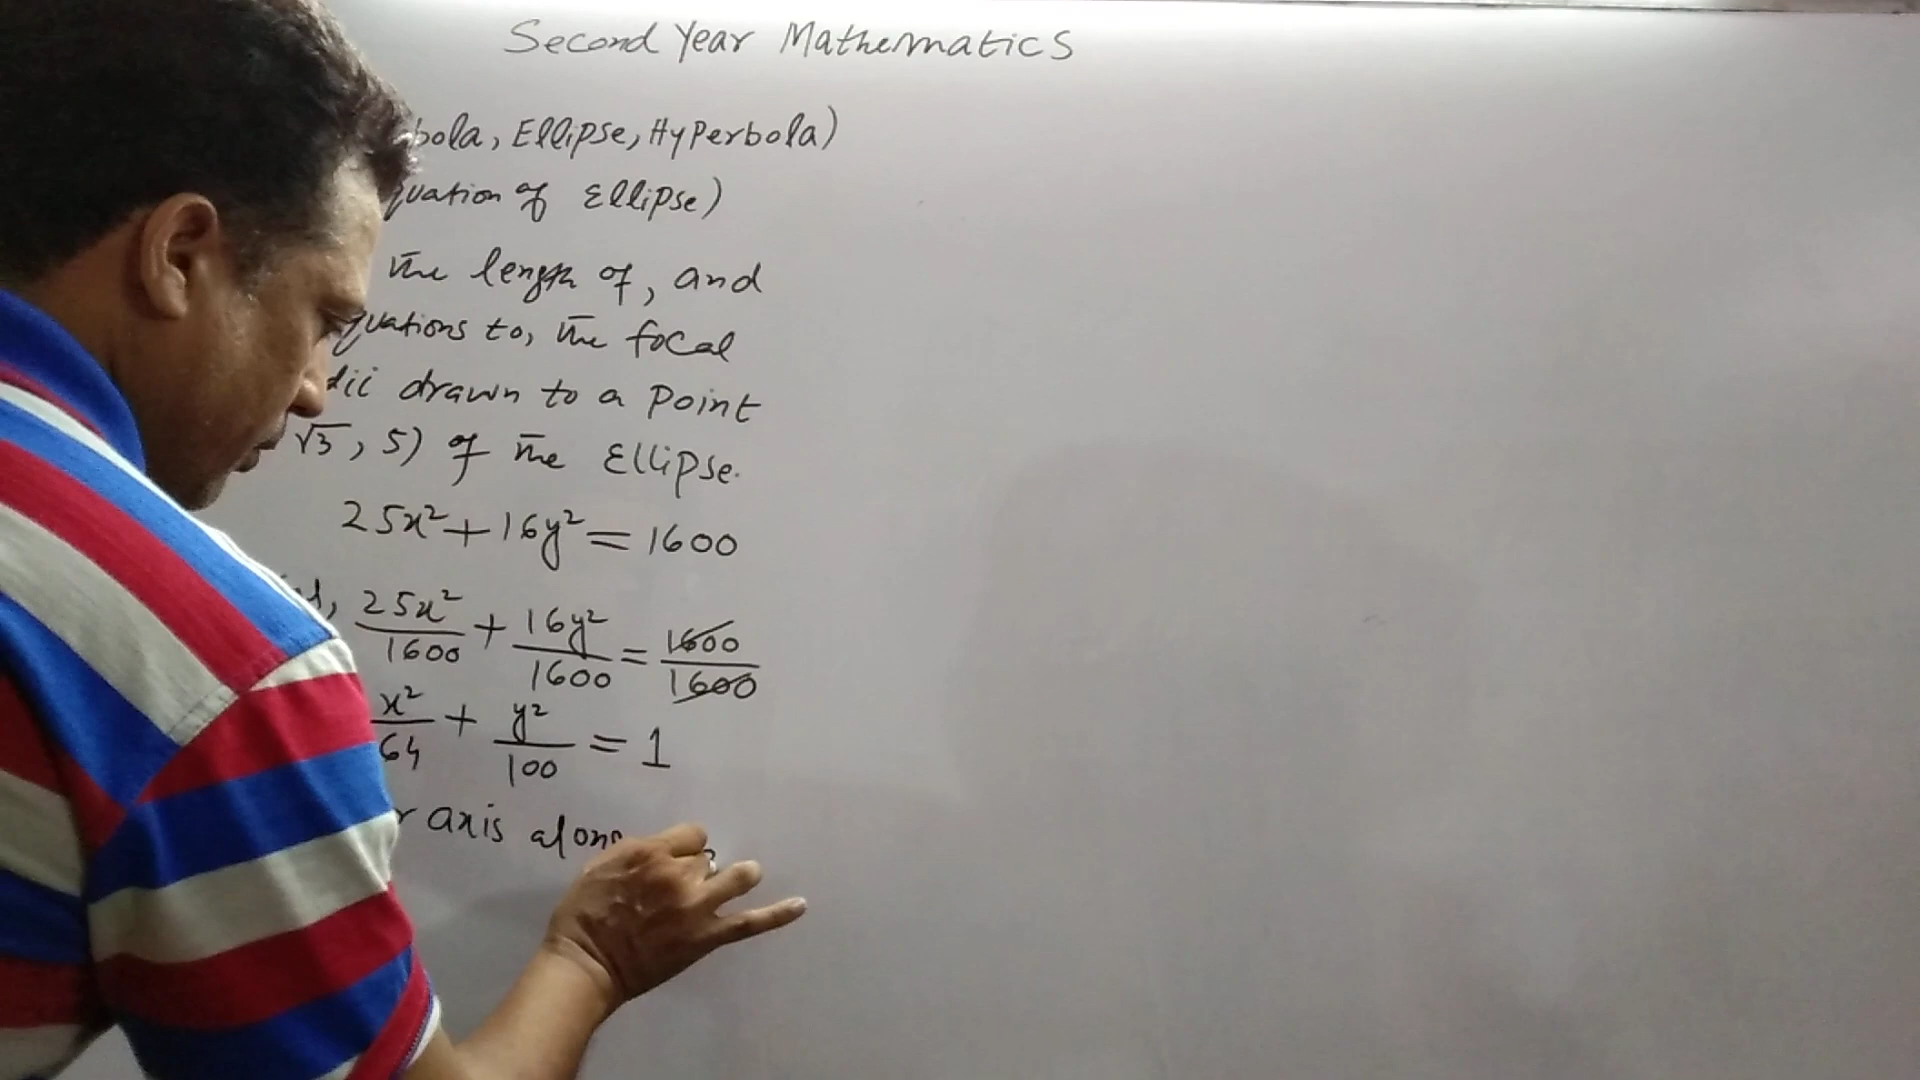 Second Year Mathematics
bola, Ellipse, Hyperbola)
quation of Ellipse)
the length of, and
quations to, the focal
dii drawn to a Point
√3, 5) of the Ellipse.
25x² + 16y² = 1600
25x²/1600 + 16y²/1600 = 1600/1600
x²/64 + y²/100 = 1
r axis along